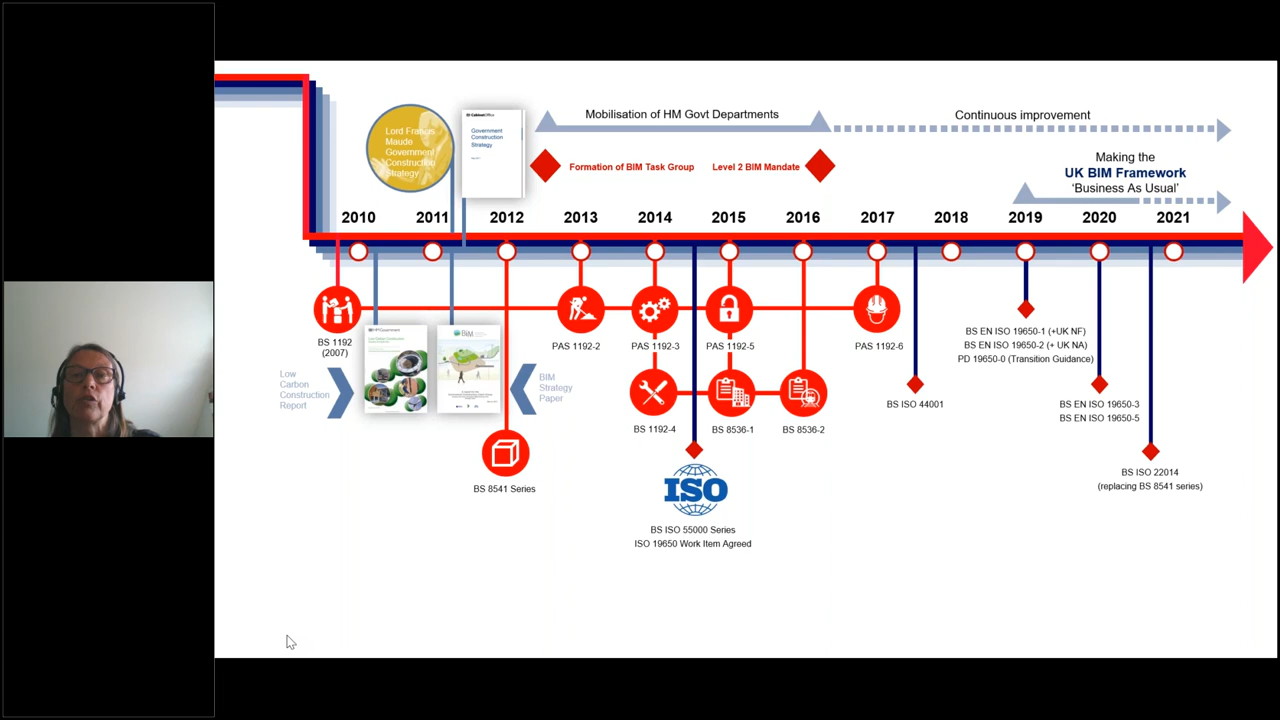 Lord Francis
Maude
Government
Construction
Strategy
CabinetOffice
Government
Construction
Strategy
Mobilisation of HM Govt Departments
Continuous improvement
Formation of BIM Task Group
Level 2 BIM Mandate
Making the
UK BIM Framework
'Business As Usual'
2010
2011
2012
2013
2014
2015
2016
2017
2018
2019
2020
2021
BS 1192
(2007)
Low
Carbon
Construction
Report
HM Government
BIM
BIM
Strategy
Paper
BS 8541 Series
PAS 1192-2
PAS 1192-3
PAS 1192-5
PAS 1192-6
BS 1192-4
BS 8536-1
BS 8536-2
ISO
BS ISO 55000 Series
ISO 19650 Work Item Agreed
BS ISO 44001
BS EN ISO 19650-1 (+UK NF)
BS EN ISO 19650-2 (+ UK NA)
PD 19650-0 (Transition Guidance)
BS EN ISO 19650-3
BS EN ISO 19650-5
BS ISO 22014
(replacing BS 8541 series)